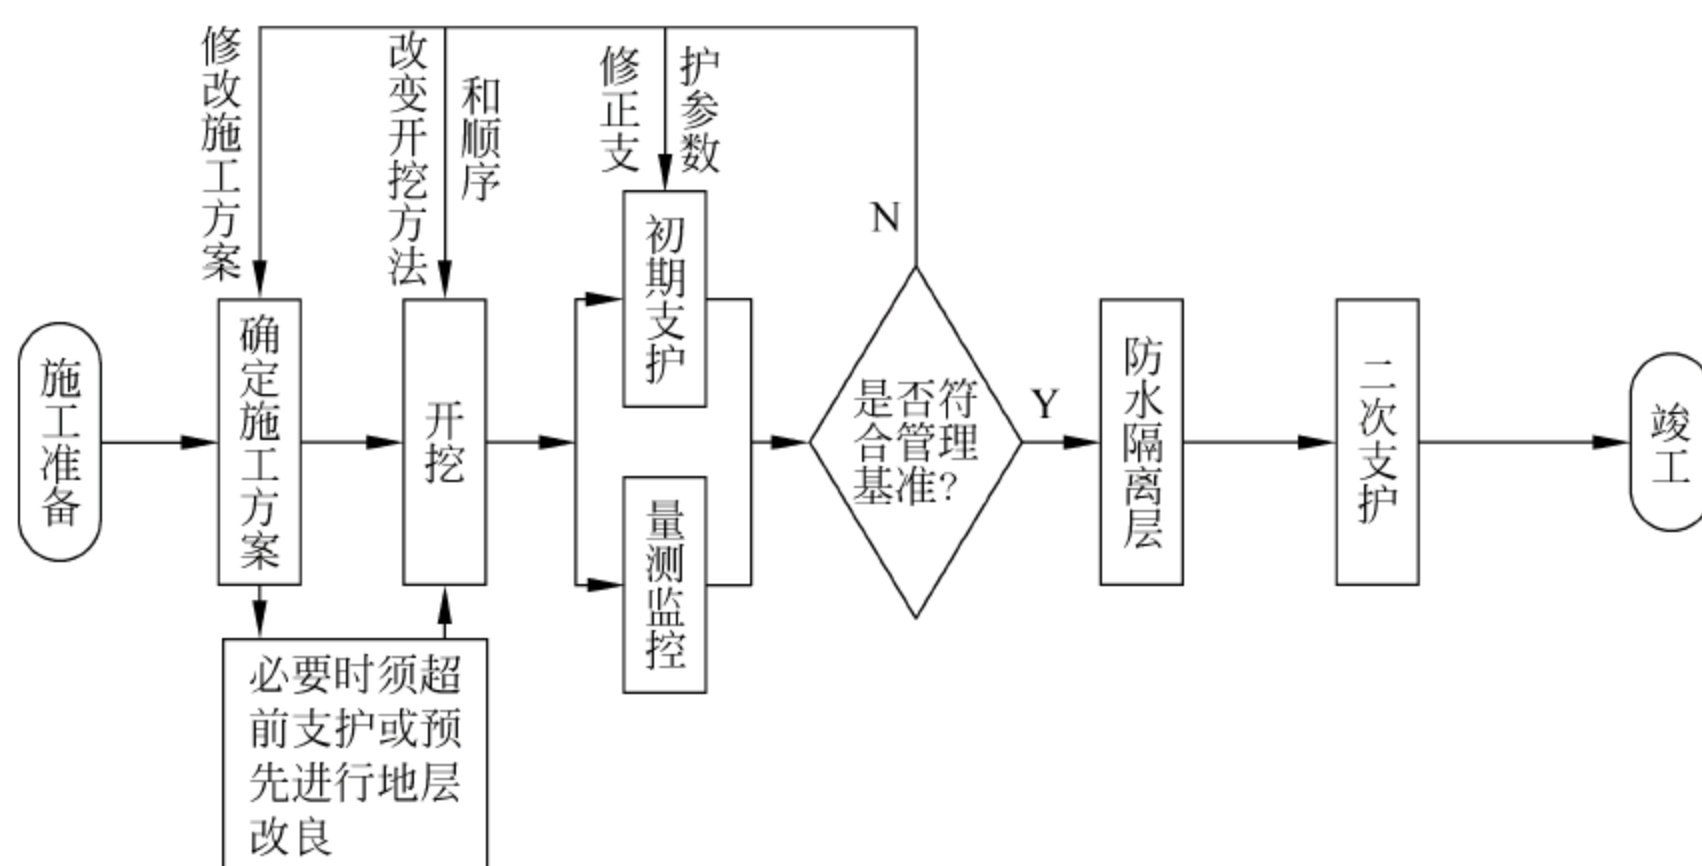 修改施工方案
改变开挖方法
和顺序
修正支
护参数
施工准备
确定施工方案
开挖
初期支护
量测监控
N
是否符
合管理
基准?
Y
防水隔离层
二次支护
竣工
必要时须超
前支护或预
先进行地层
改良